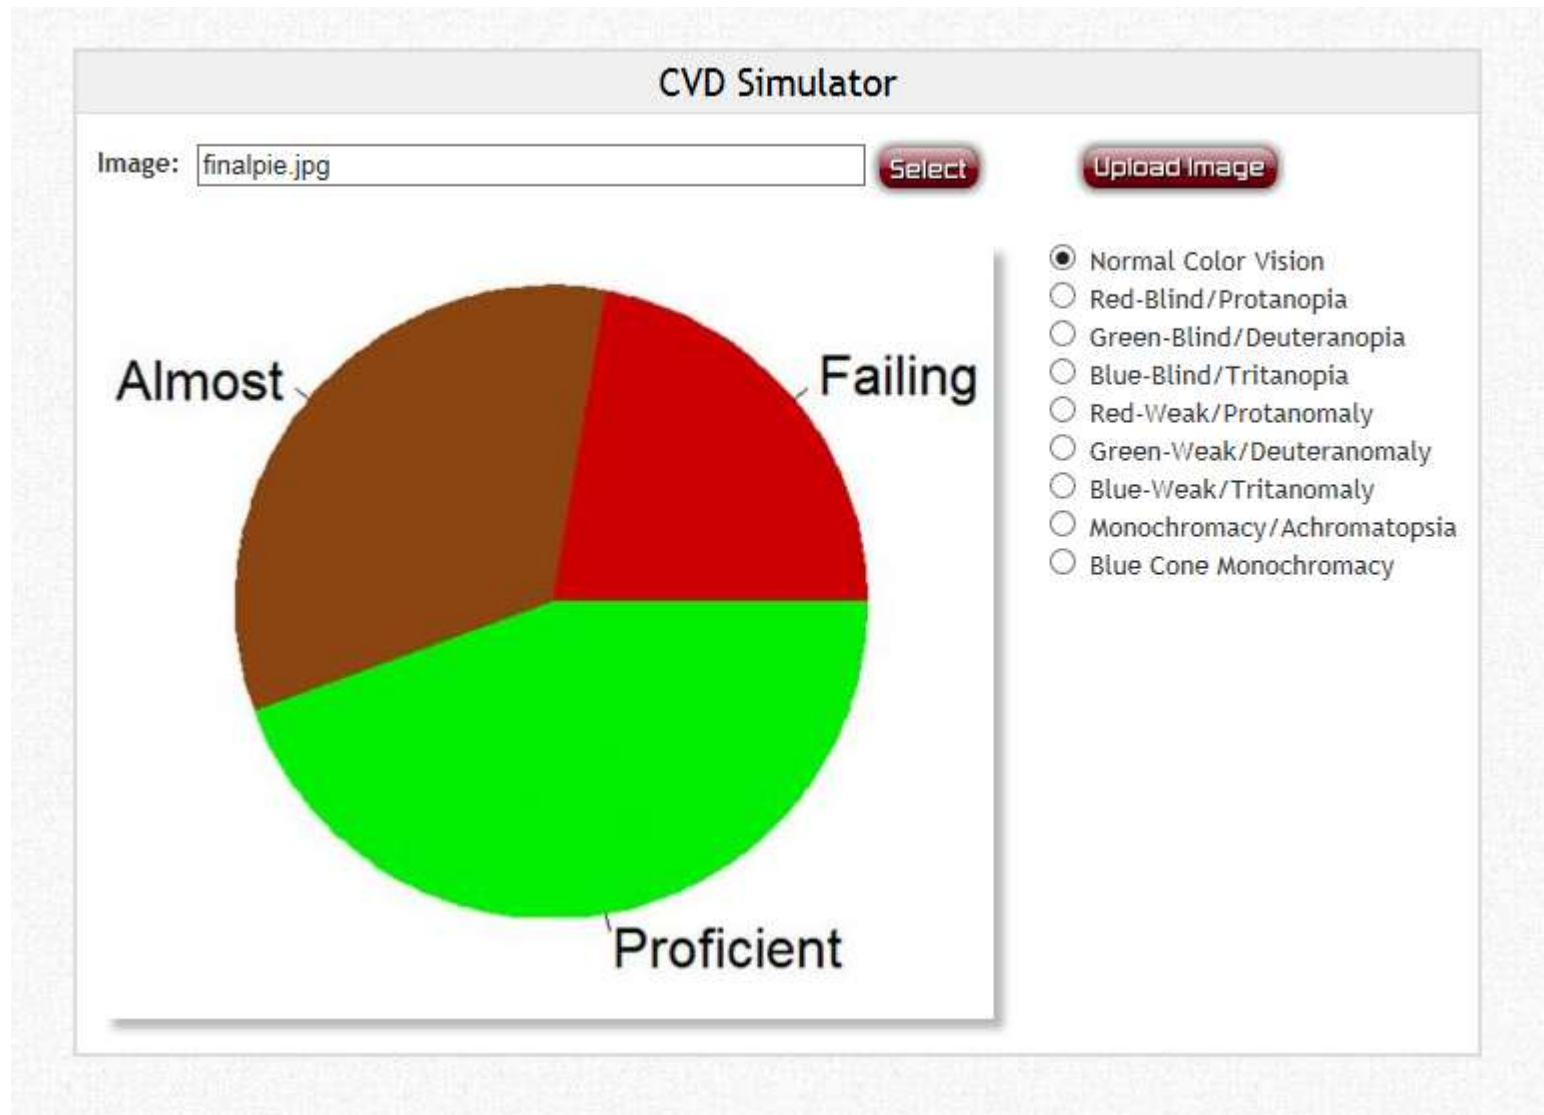 CVD Simulator
Image: finalpie.jpg Select Upload Image
Normal Color Vision
Red-Blind/Protanopia
Green-Blind/Deuteranopia
Blue-Blind/Tritanopia
Red-Weak/Protanomaly
Green-Weak/Deuteranomaly
Blue-Weak/Tritanomaly
Monochromacy/Achromatopsia
Blue Cone Monochromacy
Almost
Failing
Proficient